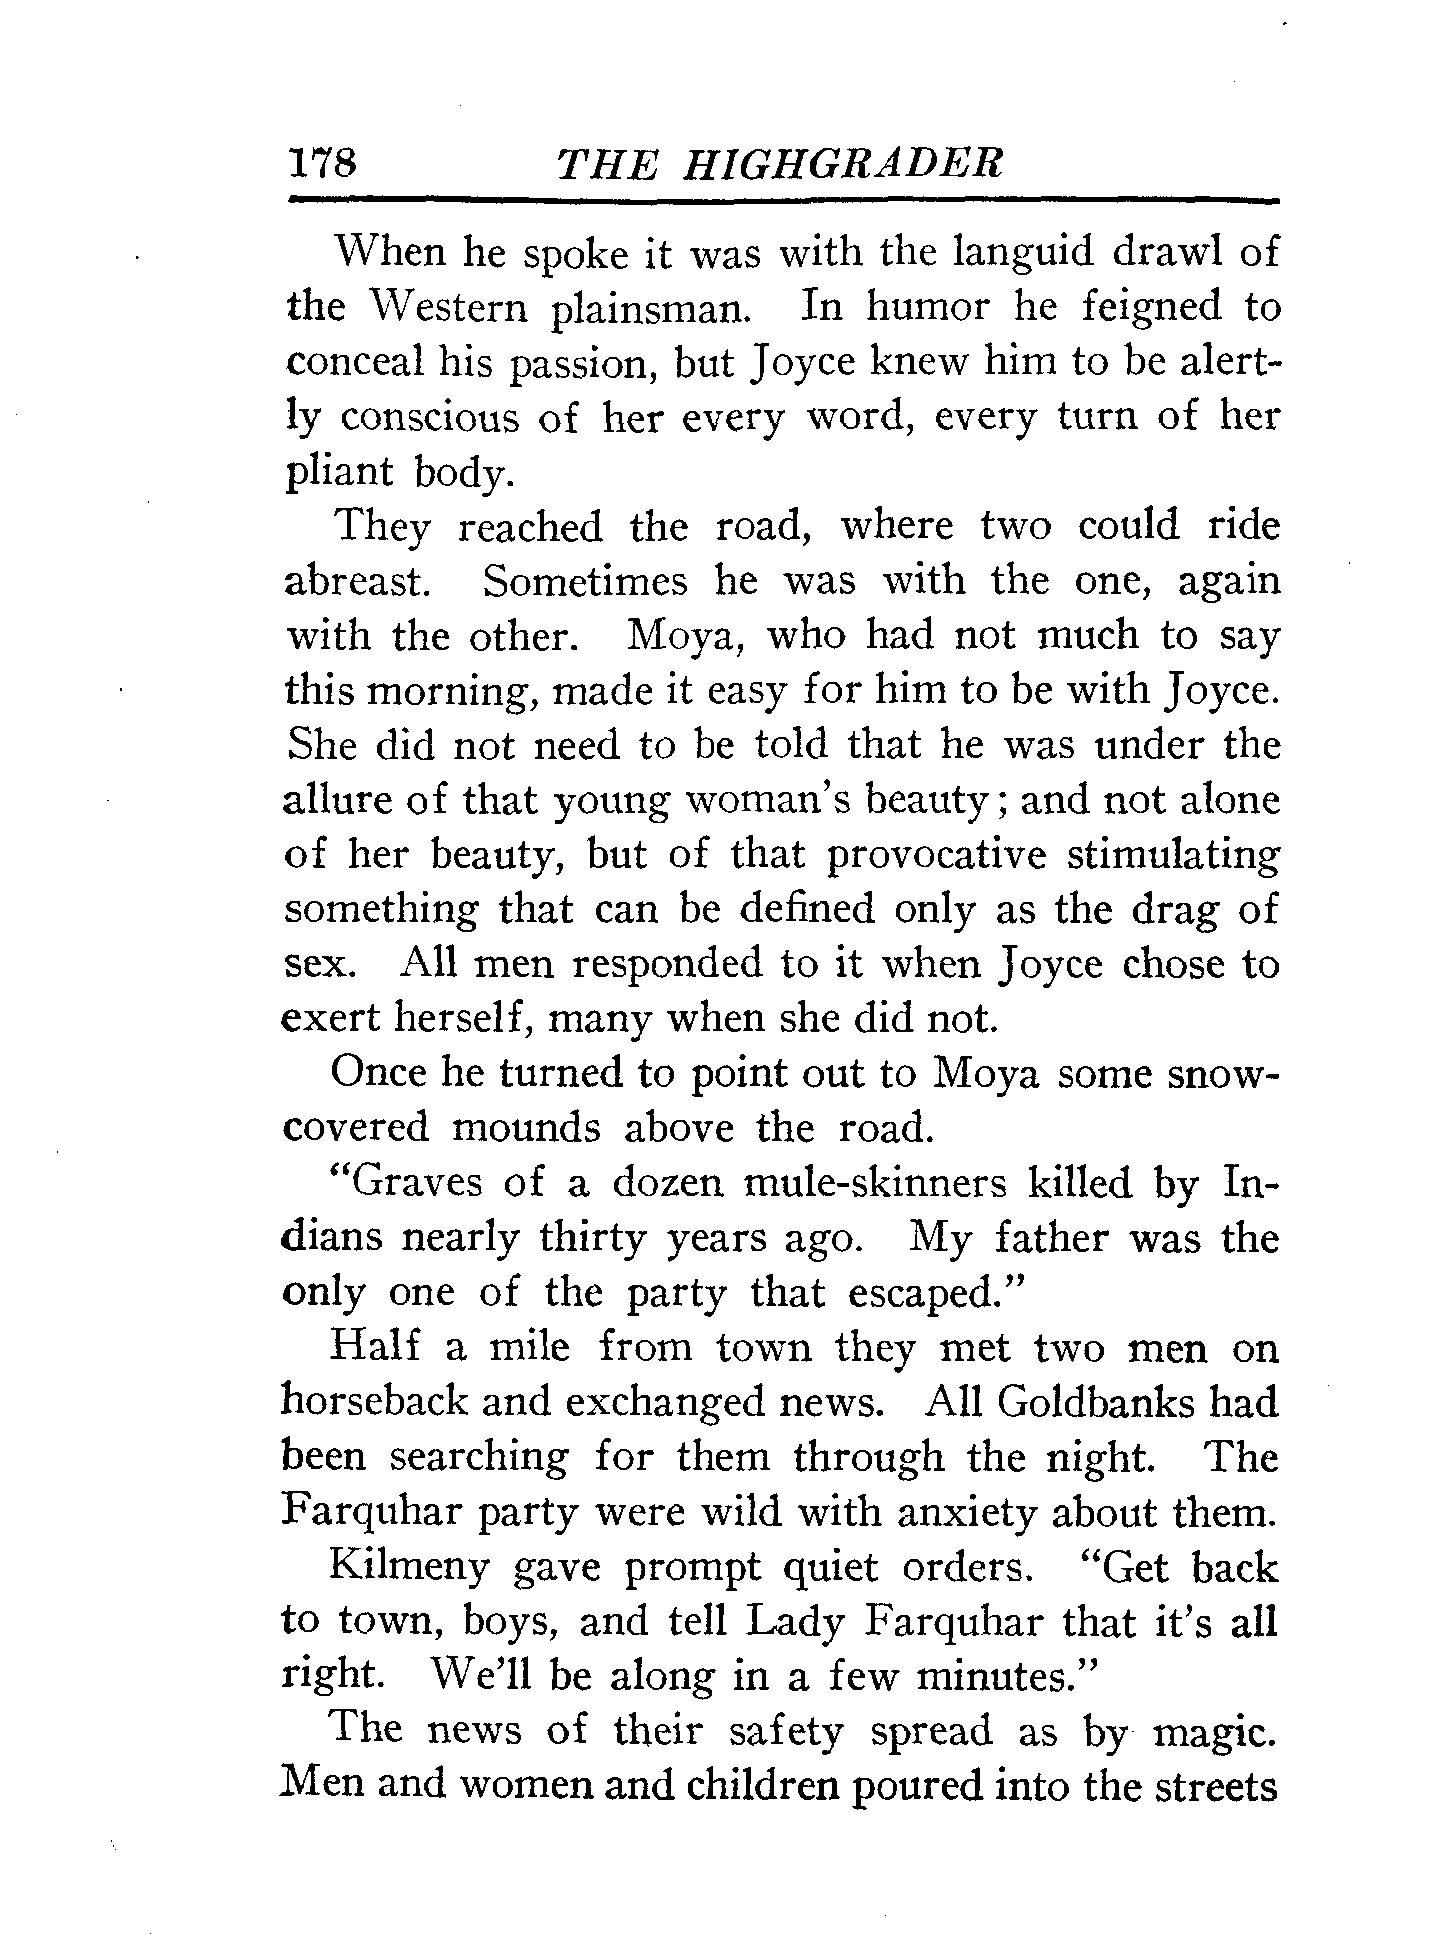 178 THE HIGHGRADER
When he spoke it was with the languid drawl of
the Western plainsman. In humor he feigned to
conceal his passion, but Joyce knew him to be alert-
ly conscious of her every word, every turn of her
pliant body.
They reached the road, where two could ride
abreast. Sometimes he was with the one, again
with the other. Moya, who had not much to say
this morning, made it easy for him to be with Joyce.
She did not need to be told that he was under the
allure of that young woman's beauty; and not alone
of her beauty, but of that provocative stimulating
something that can be defined only as the drag of
sex. All men responded to it when Joyce chose to
exert herself, many when she did not.
Once he turned to point out to Moya some snow-
covered mounds above the road.
“Graves of a dozen mule-skinners killed by In-
dians nearly thirty years ago. My father was the
only one of the party that escaped.”
Half a mile from town they met two men on
horseback and exchanged news. All Goldbanks had
been searching for them through the night. The
Farquhar party were wild with anxiety about them.
Kilmeny gave prompt quiet orders. “Get back
to town, boys, and tell Lady Farquhar that it's all
right. We'll be along in a few minutes.”
The news of their safety spread as by magic.
Men and women and children poured into the streets